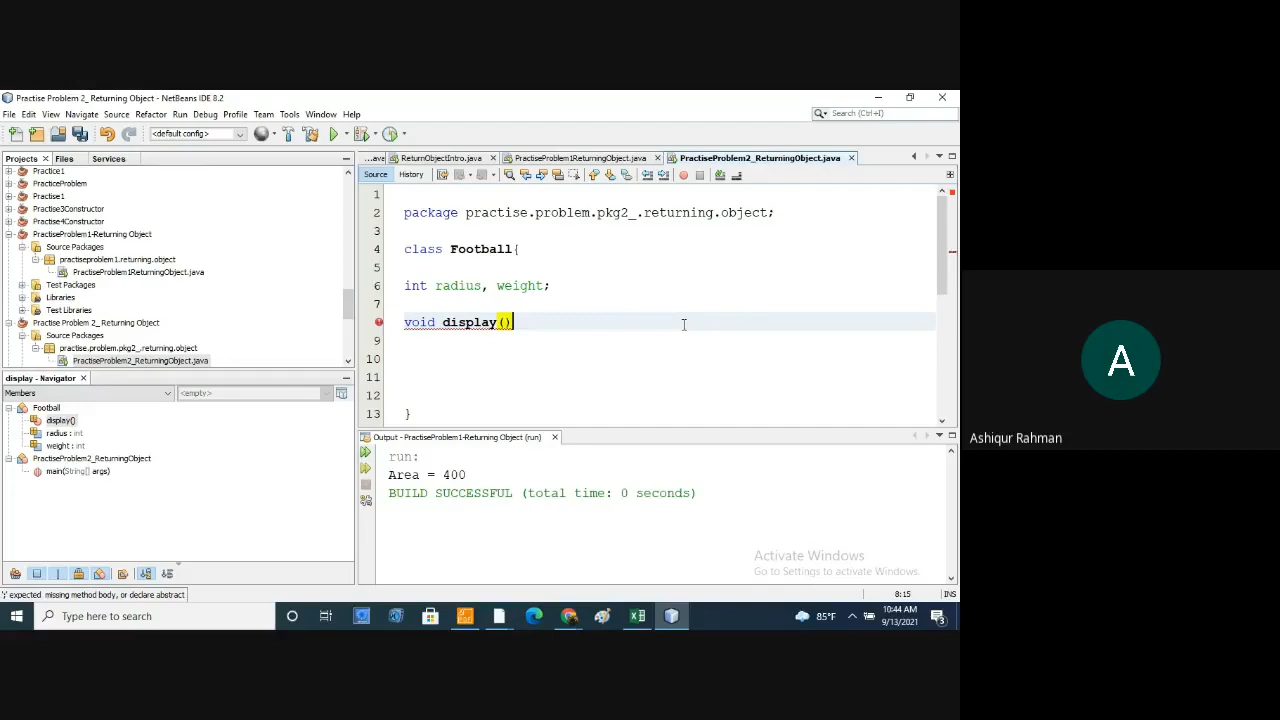 Practise Problem 2_ Returning Object - NetBeans IDE 8.2
File Edit View Navigate Source Refactor Run Debug Profile Team Tools Window Help
Search (Ctrl+I)
<default config>
Projects Files Services
...ava ReturnObjectIntro.java PractiseProblem1ReturningObject.java PractiseProblem2_ReturningObject.java
Source History
Practice1
PracticeProblem
Practise1
Practise3Constructor
Practise4Constructor
PractiseProblem1-Returning Object
Source Packages
practiseproblem1.returning.object
PractiseProblem1ReturningObject.java
Test Packages
Libraries
Test Libraries
Practise Problem 2_ Returning Object
Source Packages
practise.problem.pkg2_.returning.object
PractiseProblem2_ReturningObject.java
1
2 package practise.problem.pkg2_.returning.object;
3
4 class Football{
5
6 int radius, weight;
7
8 void display()
9
10
11
12
13 }
display - Navigator
Members <empty>
Football
display()
radius : int
weight : int
PractiseProblem2_ReturningObject
main(String[] args)
Output - PractiseProblem1-Returning Object (run)
run:
Area = 400
BUILD SUCCESSFUL (total time: 0 seconds)
Activate Windows
Go to Settings to activate Windows.
';' expected missing method body, or declare abstract
8:15 INS
Type here to search
85°F
10:44 AM
9/13/2021
3
A
Ashiqur Rahman